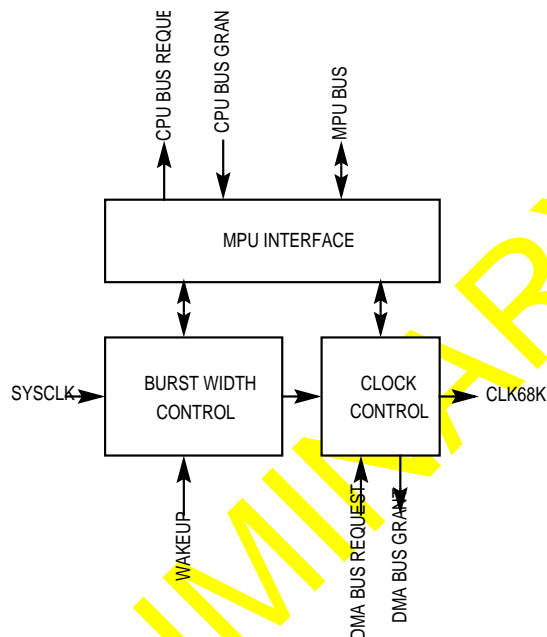 CPU BUS REQUE
CPU BUS GRAN
MPU BUS
MPU INTERFACE
SYSCLK
BURST WIDTH
CONTROL
CLOCK
CONTROL
CLK68K
WAKEUP
DMA BUS REQUEST
DMA BUS GRANT
IMINARY